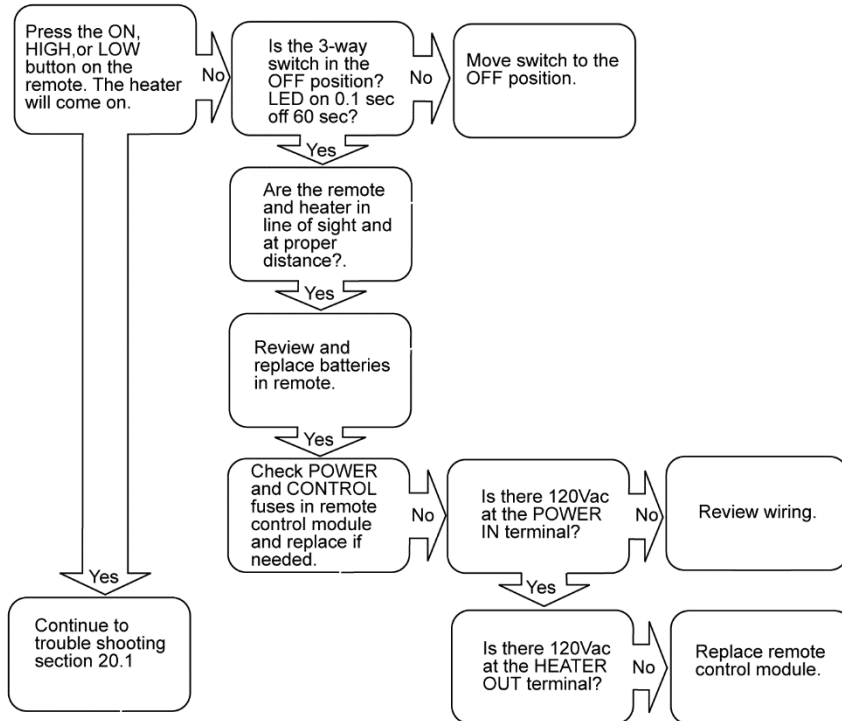 Press the ON,
HIGH,or LOW
button on the
remote. The heater
will come on.
No
Is the 3-way
switch in the
OFF position?
LED on 0.1 sec
off 60 sec?
No
Move switch to the
OFF position.
Yes
Are the remote
and heater in
line of sight and
at proper
distance?.
Yes
Review and
replace batteries
in remote.
Yes
Check POWER
and CONTROL
fuses in remote
control module
and replace if
needed.
No
Is there 120Vac
at the POWER
IN terminal?
No
Review wiring.
Yes
Yes
Continue to
trouble shooting
section 20.1
Is there 120Vac
at the HEATER
OUT terminal?
No
Replace remote
control module.